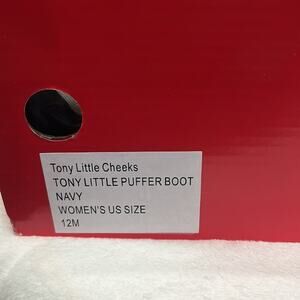 Tony Little Cheeks
TONY LITTLE PUFFER BOOT
NAVY
WOMEN'S US SIZE
12M